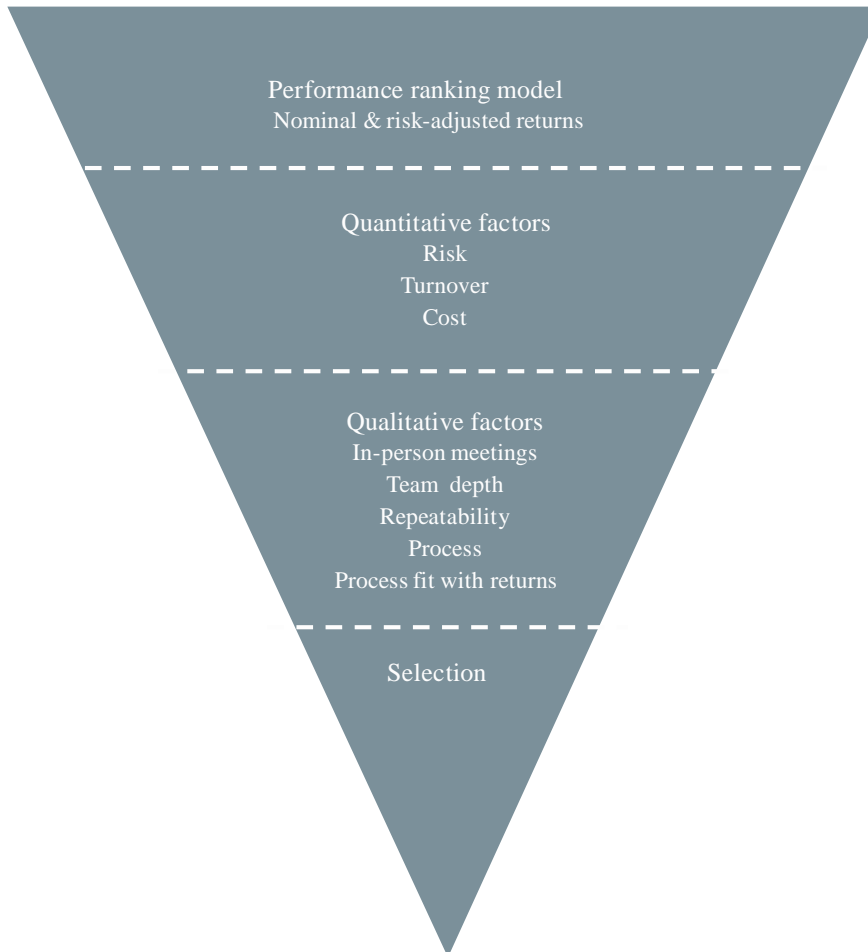 Performance ranking model
Nominal & risk-adjusted returns
Quantitative factors
Risk
Turnover
Cost
Qualitative factors
In-person meetings
Team depth
Repeatability
Process
Process fit with returns
Selection